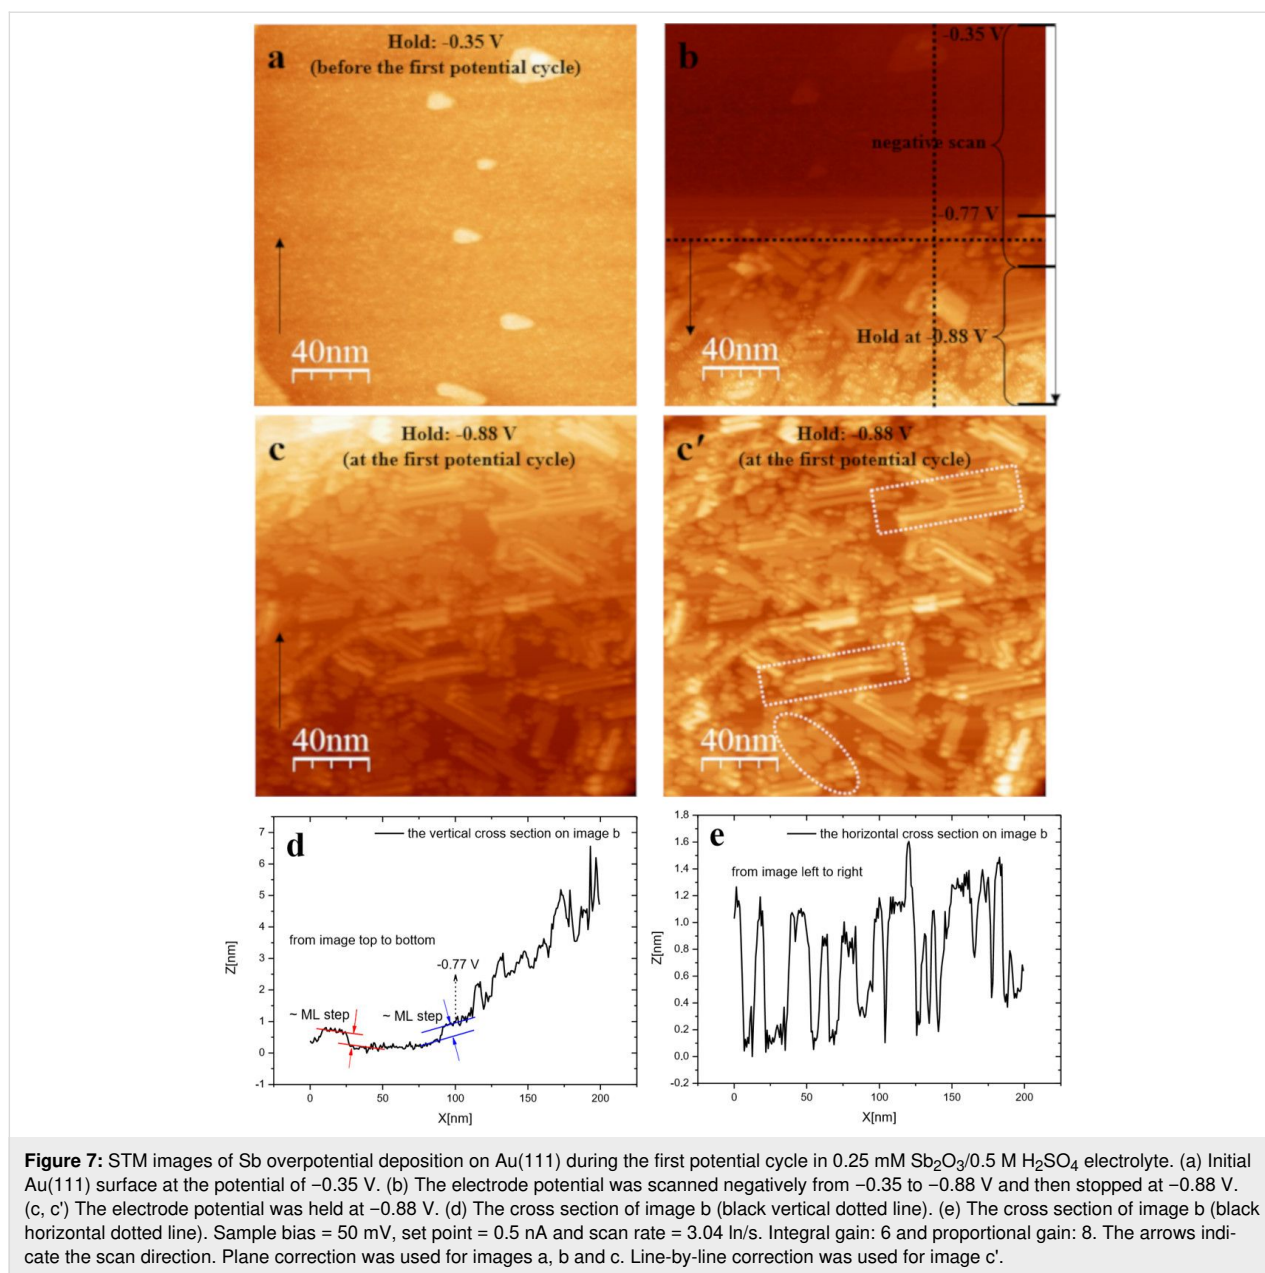 a
Hold: -0.35 V
(before the first potential cycle)
40nm
b
-0.35 V
negative scan
-0.77 V
Hold at -0.88 V
40nm
c
Hold: -0.88 V
(at the first potential cycle)
40nm
c'
Hold: -0.88 V
(at the first potential cycle)
40nm
d
the vertical cross section on image b
from image top to bottom
-0.77 V
~ ML step
~ ML step
7
6
5
4
3
2
1
0
-1
Z[nm]
0
50
100
150
200
X[nm]
e
the horizontal cross section on image b
from image left to right
1.8
1.6
1.4
1.2
1.0
0.8
0.6
0.4
0.2
0.0
-0.2
Z[nm]
0
50
100
150
200
X[nm]
Figure 7: STM images of Sb overpotential deposition on Au(111) during the first potential cycle in 0.25 mM Sb₂O₃/0.5 M H₂SO₄ electrolyte. (a) Initial
Au(111) surface at the potential of −0.35 V. (b) The electrode potential was scanned negatively from −0.35 to −0.88 V and then stopped at −0.88 V.
(c, c') The electrode potential was held at −0.88 V. (d) The cross section of image b (black vertical dotted line). (e) The cross section of image b (black
horizontal dotted line). Sample bias = 50 mV, set point = 0.5 nA and scan rate = 3.04 ln/s. Integral gain: 6 and proportional gain: 8. The arrows indi-
cate the scan direction. Plane correction was used for images a, b and c. Line-by-line correction was used for image c'.